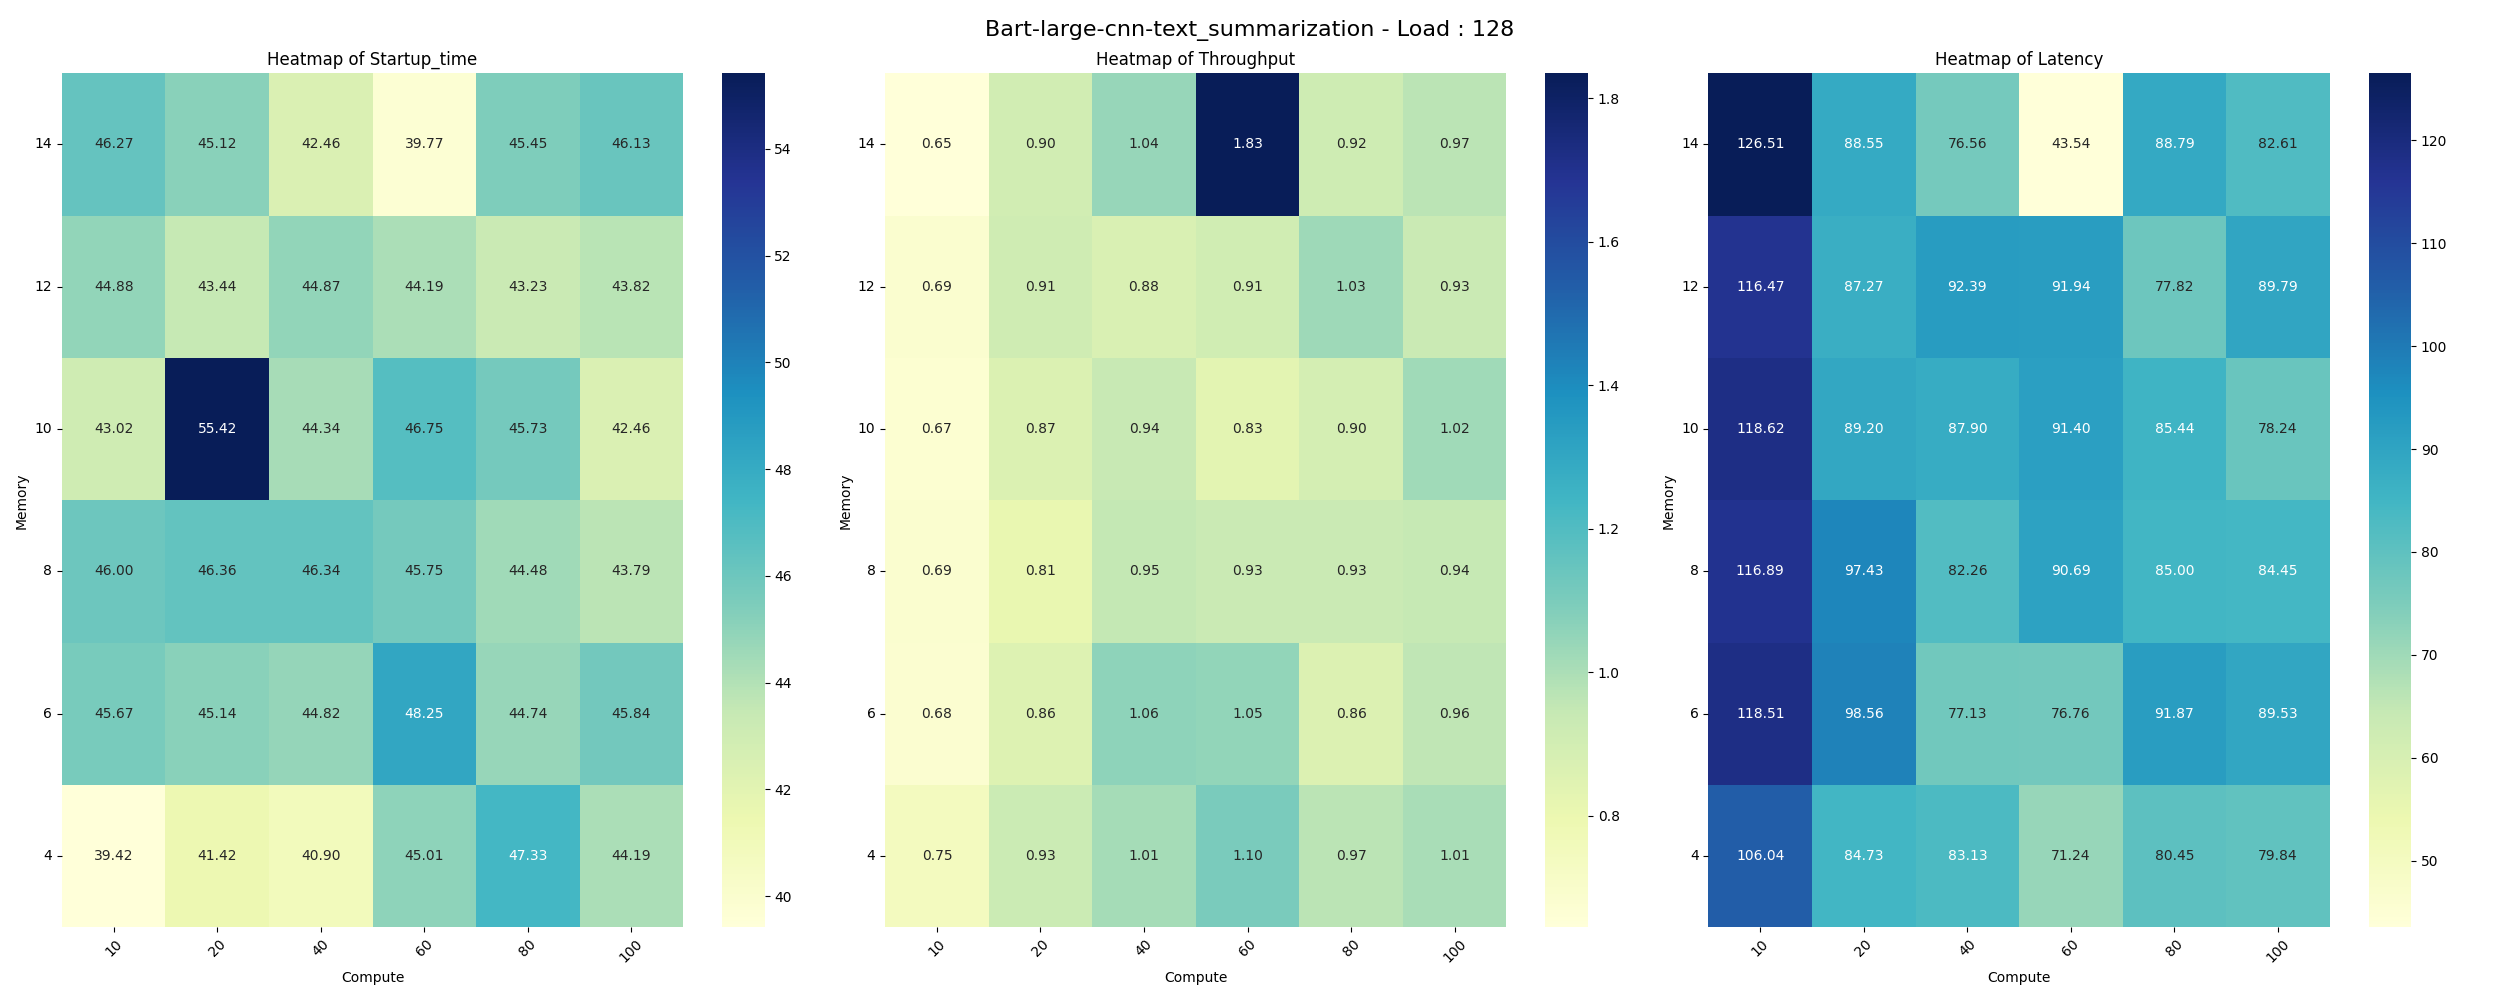 Bart-large-cnn-text_summarization - Load : 128
Heatmap of Startup_time
14 46.27 45.12 42.46 39.77 45.45 46.13
12 44.88 43.44 44.87 44.19 43.23 43.82
10 43.02 55.42 44.34 46.75 45.73 42.46
8 46.00 46.36 46.34 45.75 44.48 43.79
6 45.67 45.14 44.82 48.25 44.74 45.84
4 39.42 41.42 40.90 45.01 47.33 44.19
10 20 40 60 80 100
Memory
Compute
54
52
50
48
46
44
42
40
Heatmap of Throughput
14 0.65 0.90 1.04 1.83 0.92 0.97
12 0.69 0.91 0.88 0.91 1.03 0.93
10 0.67 0.87 0.94 0.83 0.90 1.02
8 0.69 0.81 0.95 0.93 0.93 0.94
6 0.68 0.86 1.06 1.05 0.86 0.96
4 0.75 0.93 1.01 1.10 0.97 1.01
10 20 40 60 80 100
Memory
Compute
1.8
1.6
1.4
1.2
1.0
0.8
Heatmap of Latency
14 126.51 88.55 76.56 43.54 88.79 82.61
12 116.47 87.27 92.39 91.94 77.82 89.79
10 118.62 89.20 87.90 91.40 85.44 78.24
8 116.89 97.43 82.26 90.69 85.00 84.45
6 118.51 98.56 77.13 76.76 91.87 89.53
4 106.04 84.73 83.13 71.24 80.45 79.84
10 20 40 60 80 100
Memory
Compute
120
110
100
90
80
70
60
50